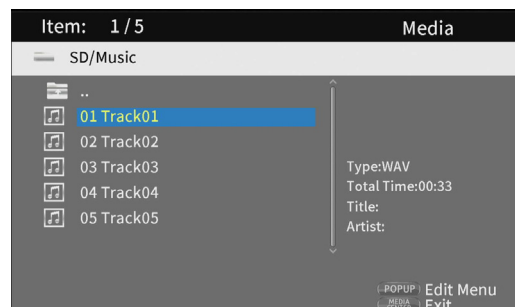 Item: 1/5 Media
SD/Music
..
01 Track01
02 Track02
03 Track03
04 Track04
05 Track05
Type:WAV
Total Time:00:33
Title:
Artist:
POPUP Edit Menu
MEDIA CENTER Exit